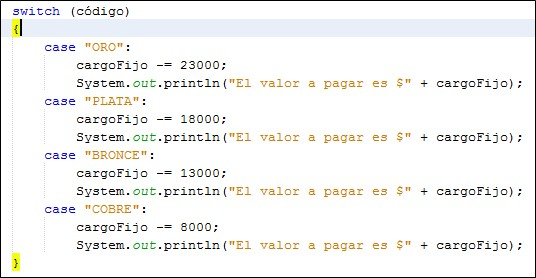 switch (código)
{
    case "ORO":
        cargoFijo -= 23000;
        System.out.println("El valor a pagar es $" + cargoFijo);
    case "PLATA":
        cargoFijo -= 18000;
        System.out.println("El valor a pagar es $" + cargoFijo);
    case "BRONCE":
        cargoFijo -= 13000;
        System.out.println("El valor a pagar es $" + cargoFijo);
    case "COBRE":
        cargoFijo -= 8000;
        System.out.println("El valor a pagar es $" + cargoFijo);
}